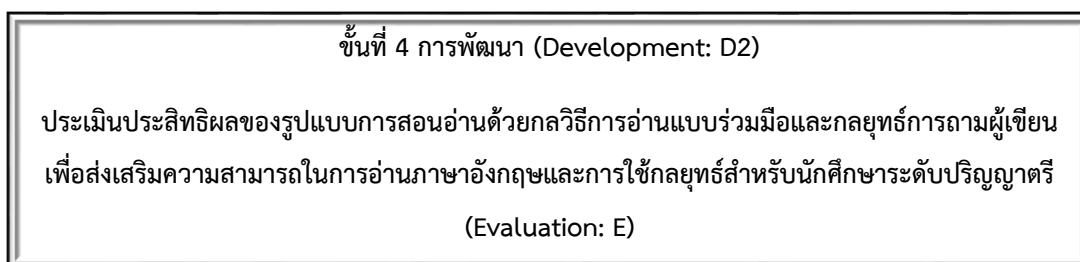 ขั้นที่ 4 การพัฒนา (Development: D2)
ประเมินประสิทธิผลของรูปแบบการสอนอ่านด้วยกลวิธีการอ่านแบบร่วมมือและกลยุทธ์การถามผู้เขียน
เพื่อส่งเสริมความสามารถในการอ่านภาษาอังกฤษและการใช้กลยุทธ์สำหรับนักศึกษาระดับปริญญาตรี
(Evaluation: E)